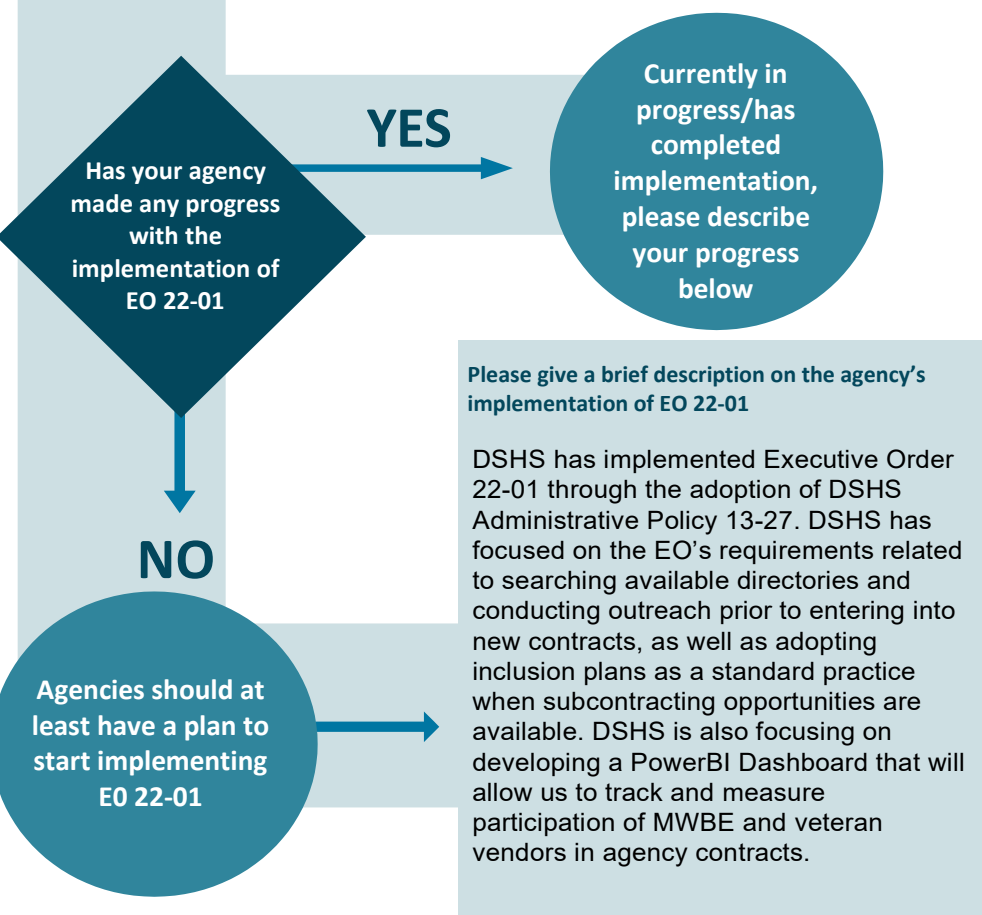 Has your agency
made any progress
with the
implementation of
EO 22-01
YES
Currently in
progress/has
completed
implementation,
please describe
your progress
below
NO
Agencies should at
least have a plan to
start implementing
E0 22-01
Please give a brief description on the agency’s
implementation of EO 22-01
DSHS has implemented Executive Order
22-01 through the adoption of DSHS
Administrative Policy 13-27. DSHS has
focused on the EO’s requirements related
to searching available directories and
conducting outreach prior to entering into
new contracts, as well as adopting
inclusion plans as a standard practice
when subcontracting opportunities are
available. DSHS is also focusing on
developing a PowerBI Dashboard that will
allow us to track and measure
participation of MWBE and veteran
vendors in agency contracts.